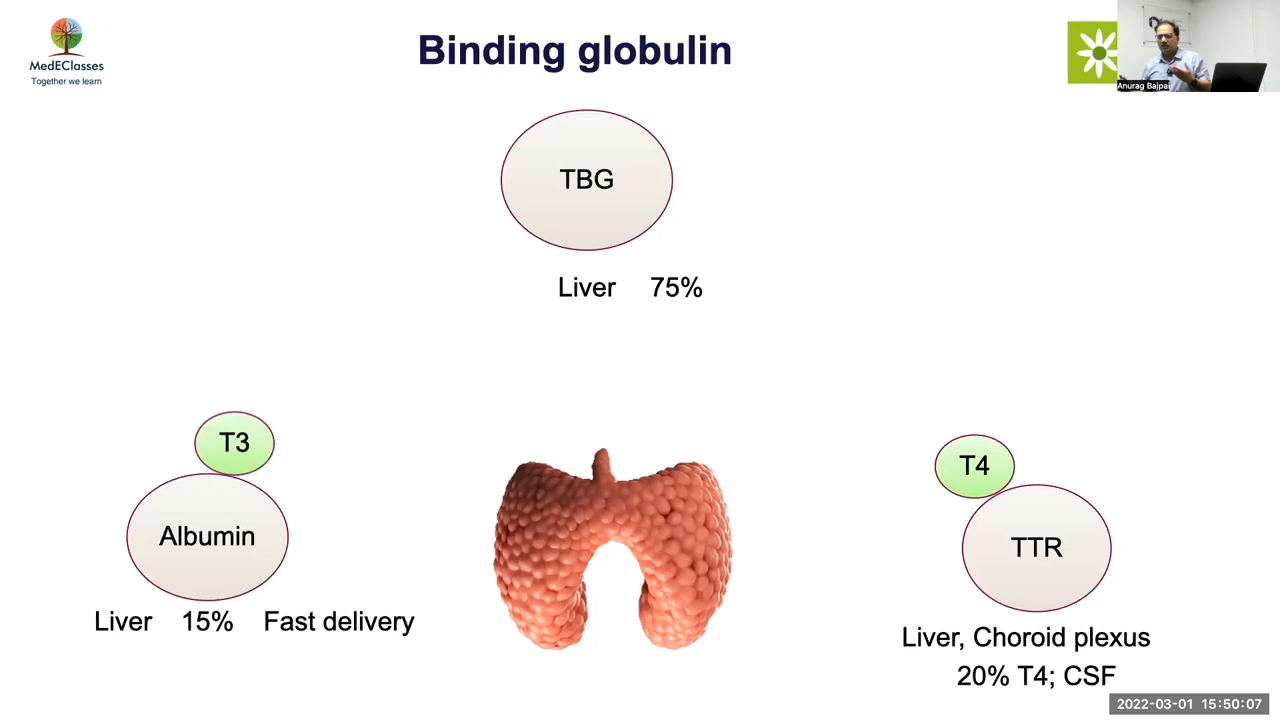 MedEClasses
Together we learn
Binding globulin
Anurag Bajpai
TBG
Liver 75%
T3
Albumin
Liver 15% Fast delivery
T4
TTR
Liver, Choroid plexus
20% T4; CSF
2022-03-01 15:50:07